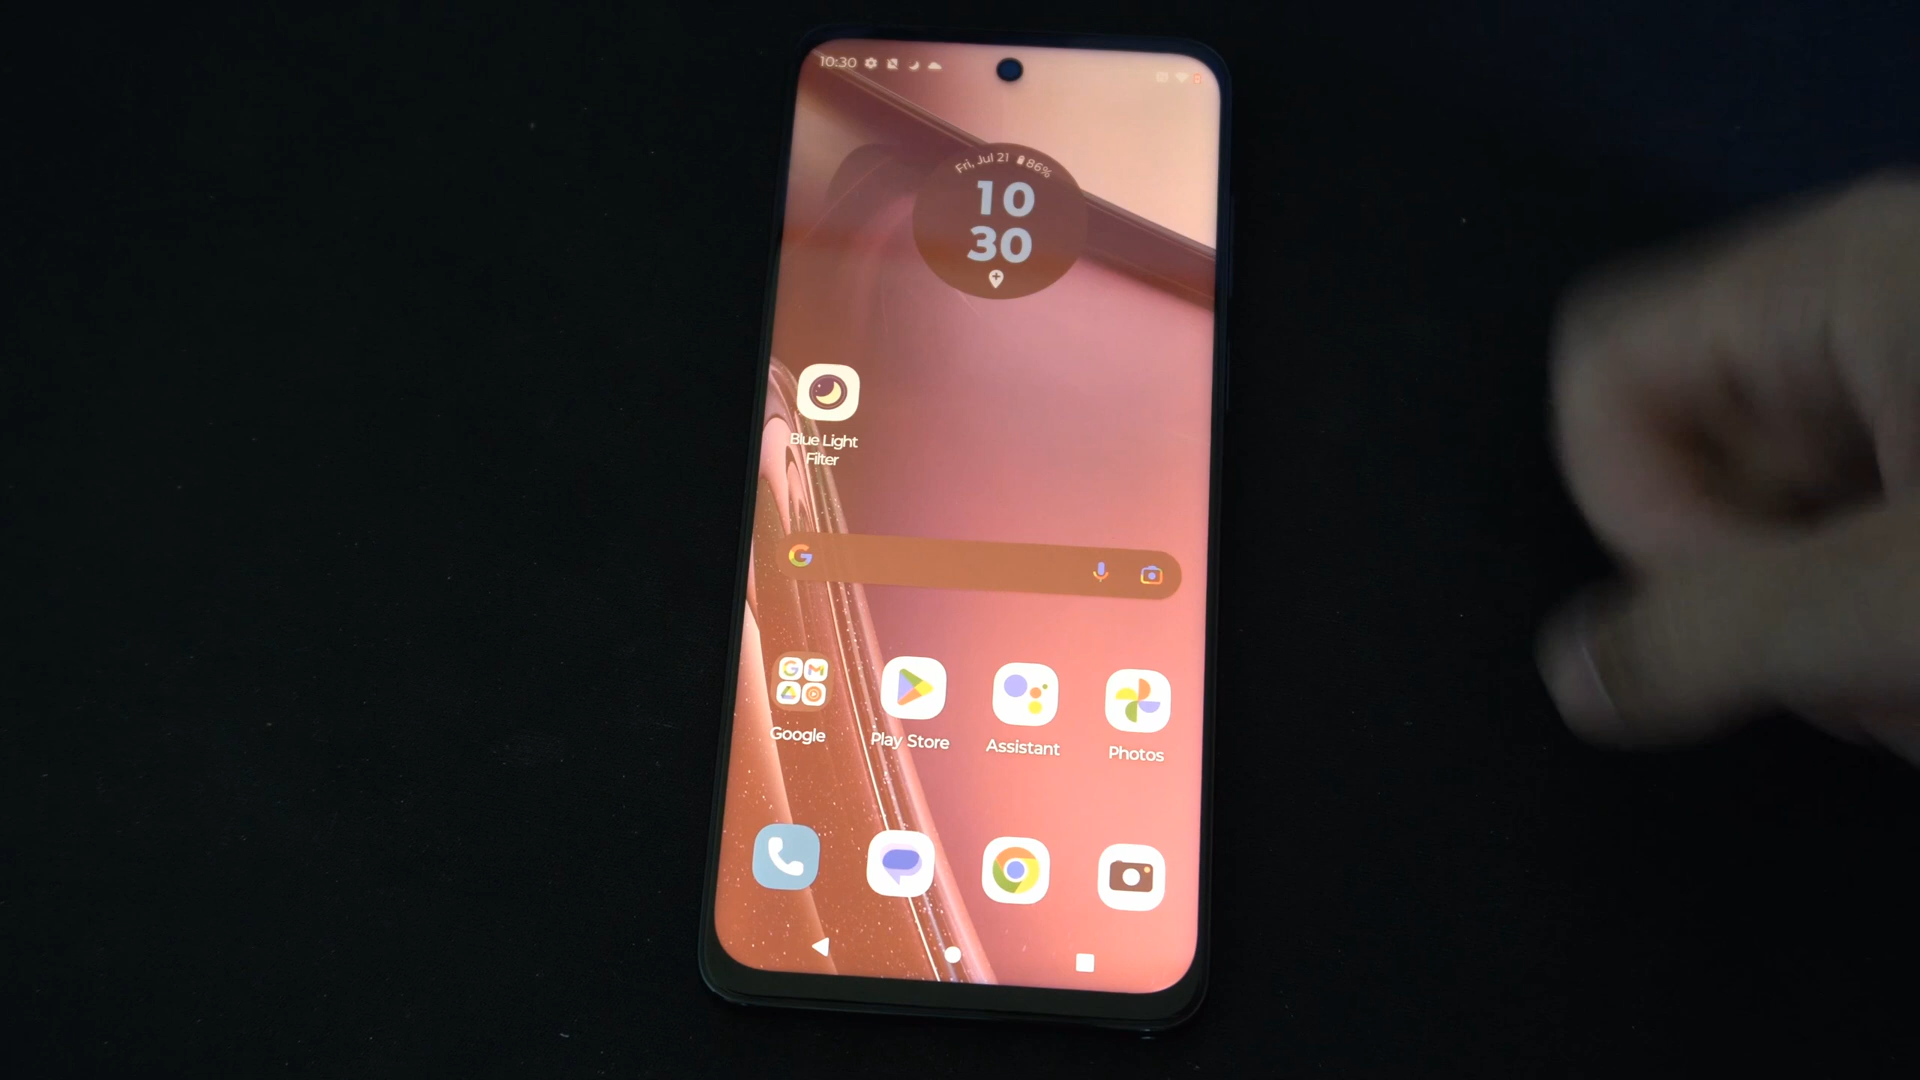 10:30
Fri, Jul 21 86%
10
30
Blue Light
Filter
Google
Play Store
Assistant
Photos